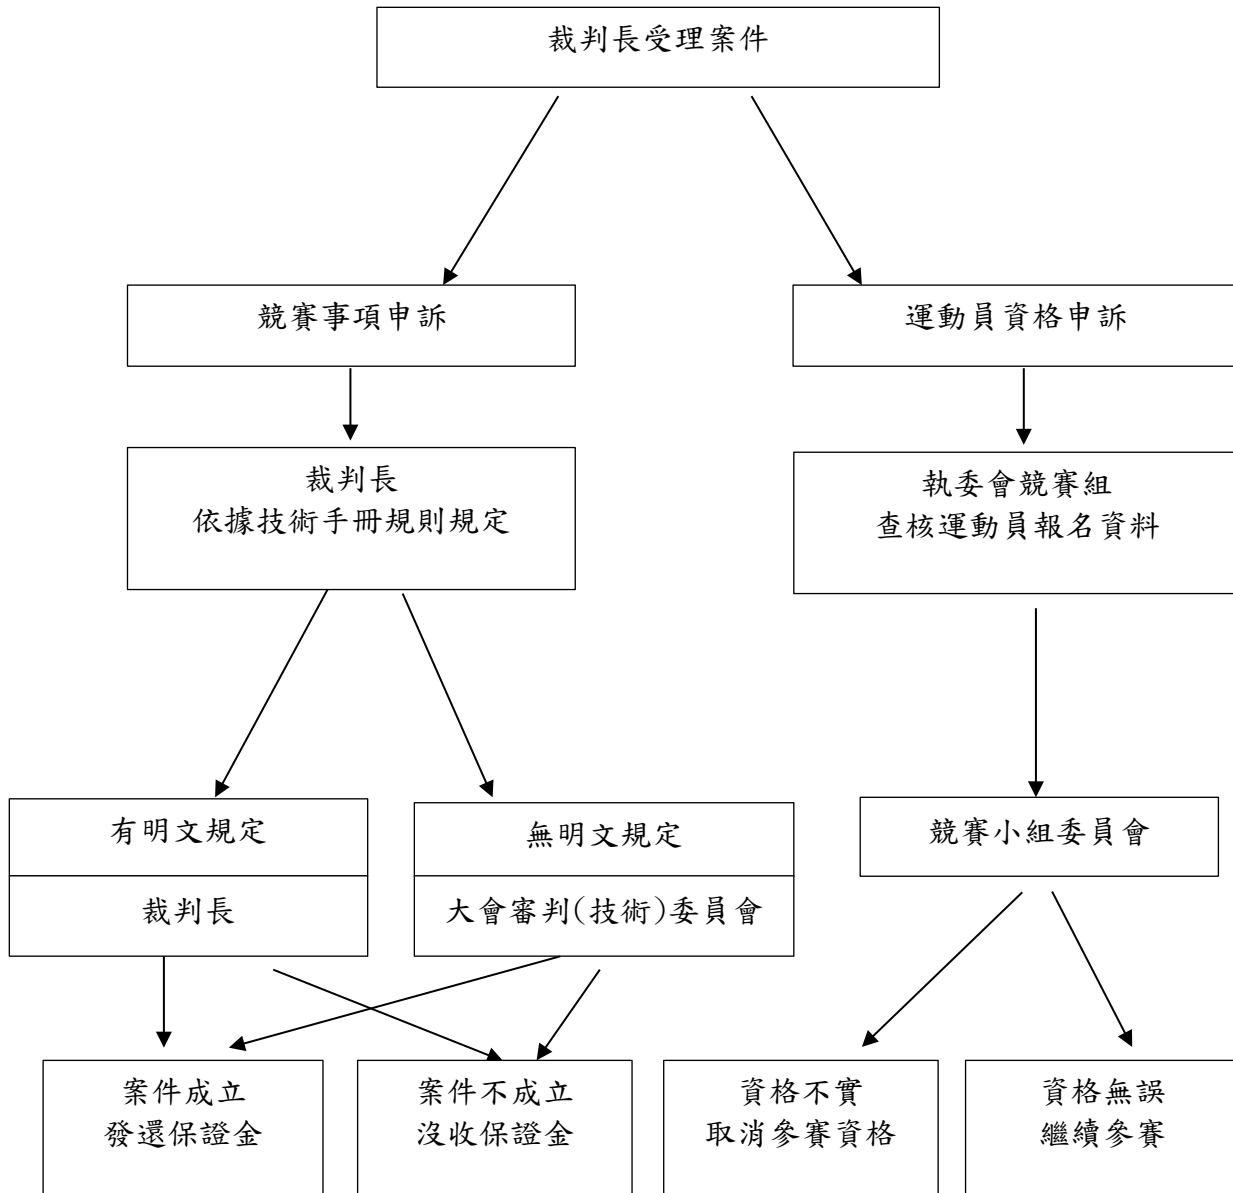 裁判長受理案件
競賽事項申訴
運動員資格申訴
裁判長
依據技術手冊規則規定
執委會競賽組
查核運動員報名資料
有明文規定
裁判長
無明文規定
大會審判(技術)委員會
競賽小組委員會
案件成立
發還保證金
案件不成立
沒收保證金
資格不實
取消參賽資格
資格無誤
繼續參賽